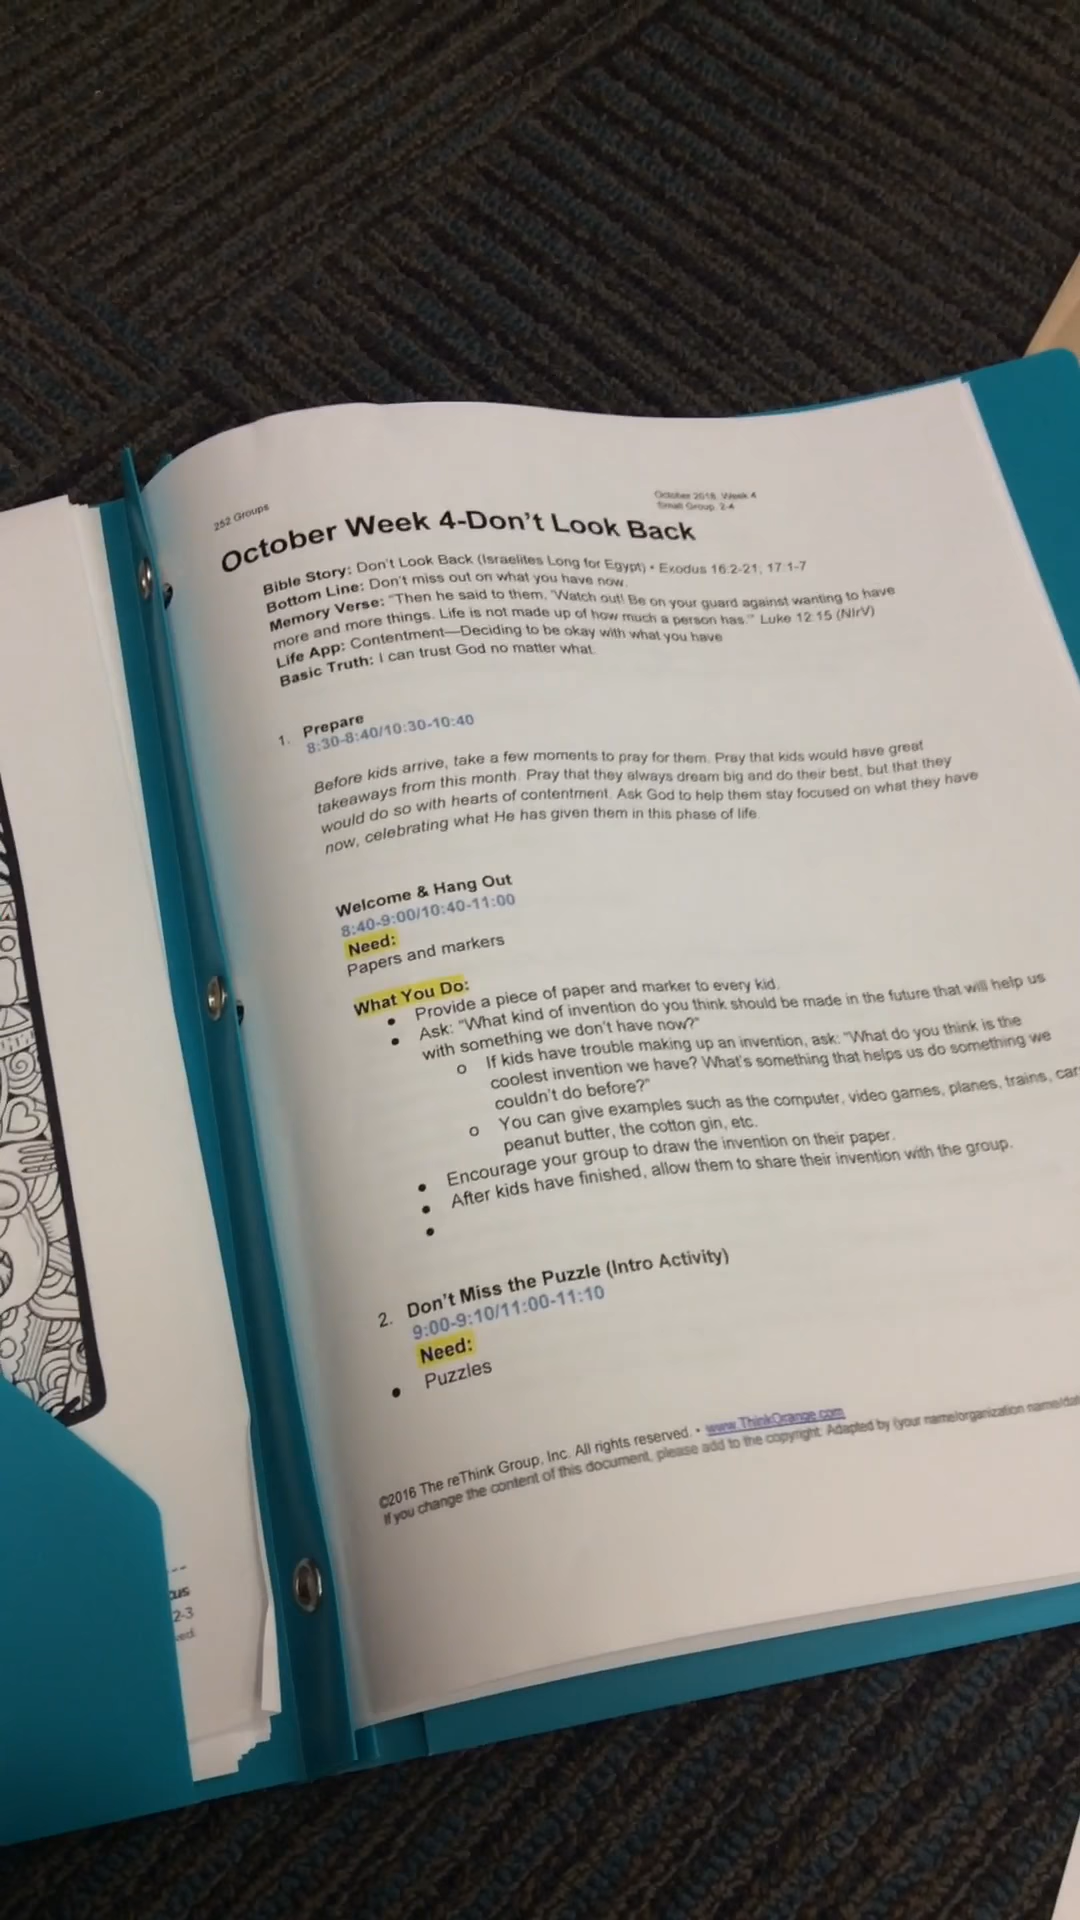 252 Groups
October 2016, Week 4
Small Group, 2-4
October Week 4-Don't Look Back
Bible Story: Don't Look Back (Israelites Long for Egypt) • Exodus 16:2-21, 17:1-7
Bottom Line: Don't miss out on what you have now.
Memory Verse: "Then he said to them, "Watch out! Be on your guard against wanting to have
more and more things. Life is not made up of how much a person has." Luke 12:15 (NIrV)
Life App: Contentment—Deciding to be okay with what you have
Basic Truth: I can trust God no matter what.
1. Prepare
8:30-8:40/10:30-10:40
Before kids arrive, take a few moments to pray for them. Pray that kids would have great
takeaways from this month. Pray that they always dream big and do their best, but that they
would do so with hearts of contentment. Ask God to help them stay focused on what they have
now, celebrating what He has given them in this phase of life.
Welcome & Hang Out
8:40-9:00/10:40-11:00
Need:
Papers and markers
What You Do:
• Provide a piece of paper and marker to every kid.
• Ask: "What kind of invention do you think should be made in the future that will help us
with something we don't have now?"
o If kids have trouble making up an invention, ask: "What do you think is the
coolest invention we have? What's something that helps us do something we
couldn't do before?"
o You can give examples such as the computer, video games, planes, trains, cars
peanut butter, the cotton gin, etc.
• Encourage your group to draw the invention on their paper.
• After kids have finished, allow them to share their invention with the group.
•
2. Don't Miss the Puzzle (Intro Activity)
9:00-9:10/11:00-11:10
Need:
• Puzzles
©2016 The reThink Group, Inc. All rights reserved. • www.ThinkOrange.com
If you change the content of this document, please add to the copyright: Adapted by (your name/organization name/dat
2-3